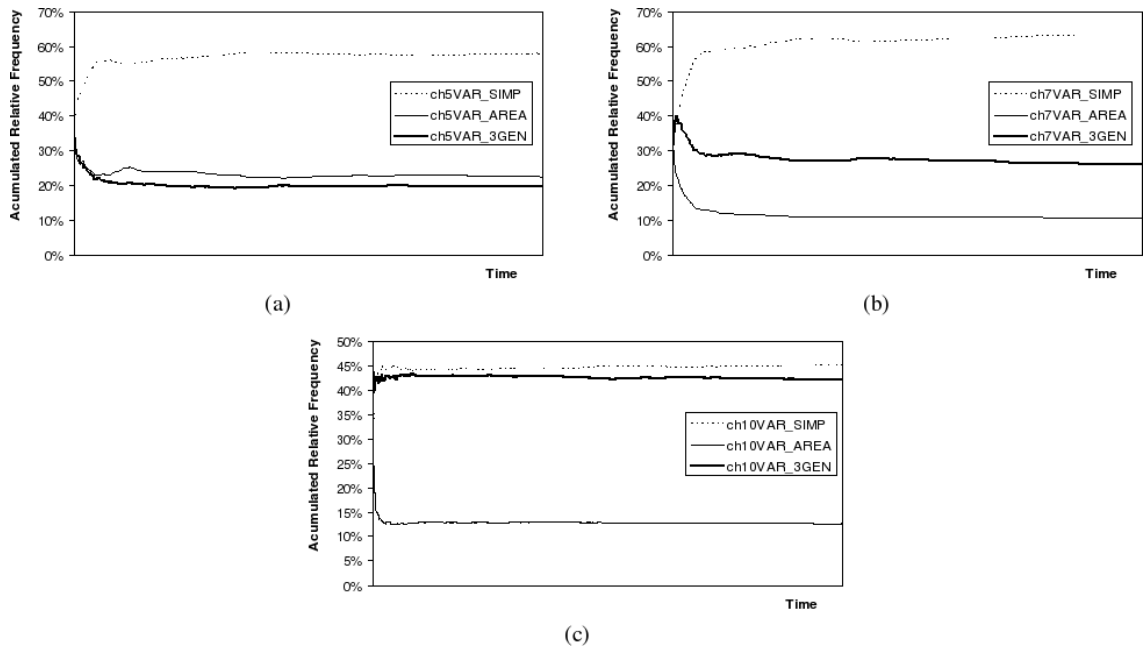 Acumulated Relative Frequency
70%
60%
50%
40%
30%
20%
10%
0%
ch5VAR_SIMP
ch5VAR_AREA
ch5VAR_3GEN
Time
(a)
Acumulated Relative Frequency
70%
60%
50%
40%
30%
20%
10%
0%
ch7VAR_SIMP
ch7VAR_AREA
ch7VAR_3GEN
Time
(b)
Acumulated Relative Frequency
50%
45%
40%
35%
30%
25%
20%
15%
10%
5%
0%
ch10VAR_SIMP
ch10VAR_AREA
ch10VAR_3GEN
Time
(c)